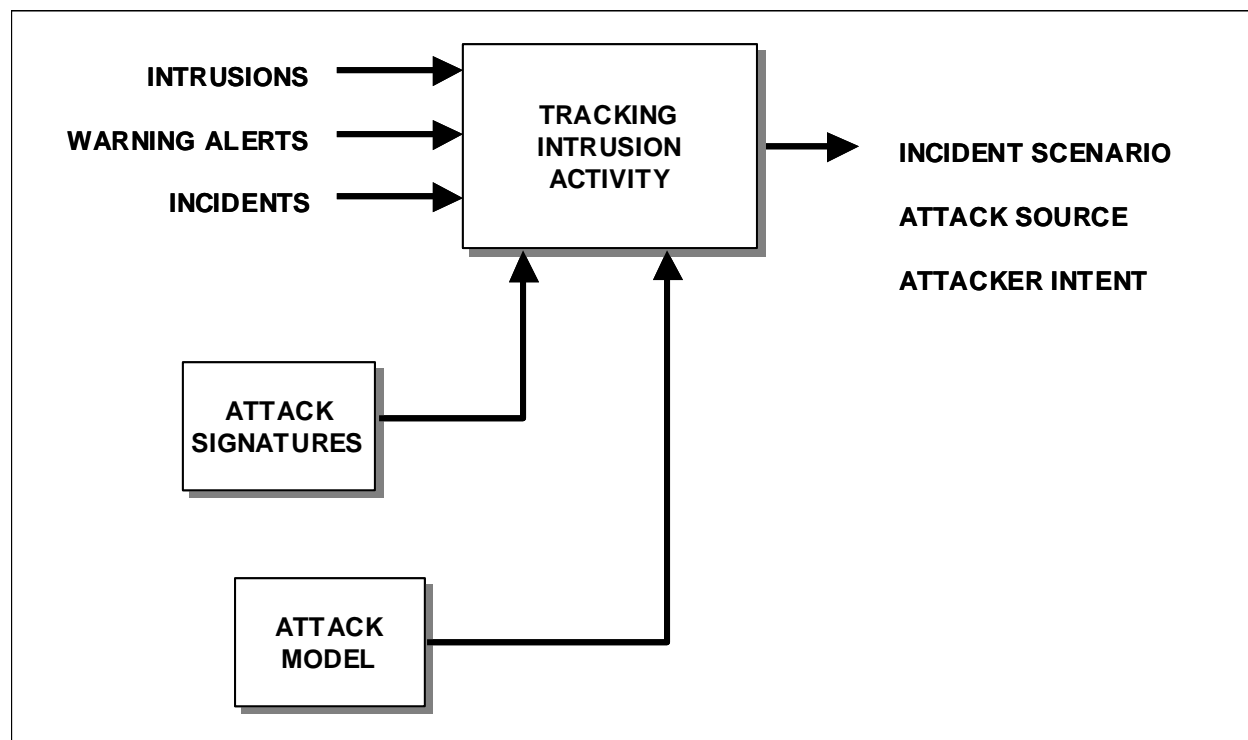 INTRUSIONS
WARNING ALERTS
INCIDENTS
TRACKING
INTRUSION
ACTIVITY
INCIDENT SCENARIO
ATTACK SOURCE
ATTACKER INTENT
ATTACK
SIGNATURES
ATTACK
MODEL